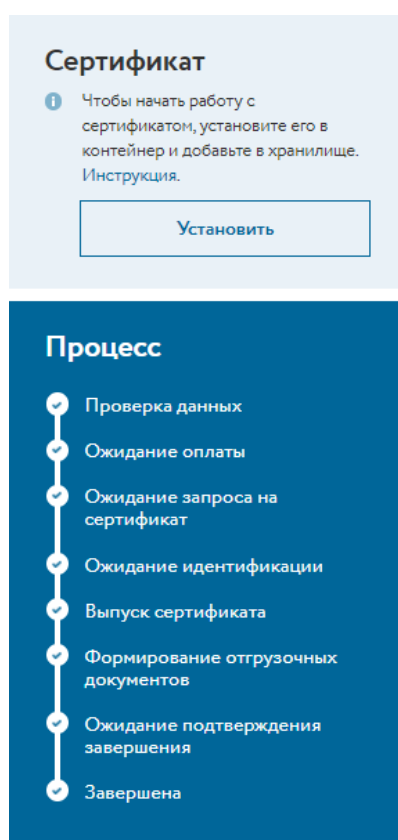 Сертификат
Чтобы начать работу с
сертификатом, установите его в
контейнер и добавьте в хранилище.
Инструкция.
Установить
Процесс
Проверка данных
Ожидание оплаты
Ожидание запроса на
сертификат
Ожидание идентификации
Выпуск сертификата
Формирование отгрузочных
документов
Ожидание подтверждения
завершения
Завершена